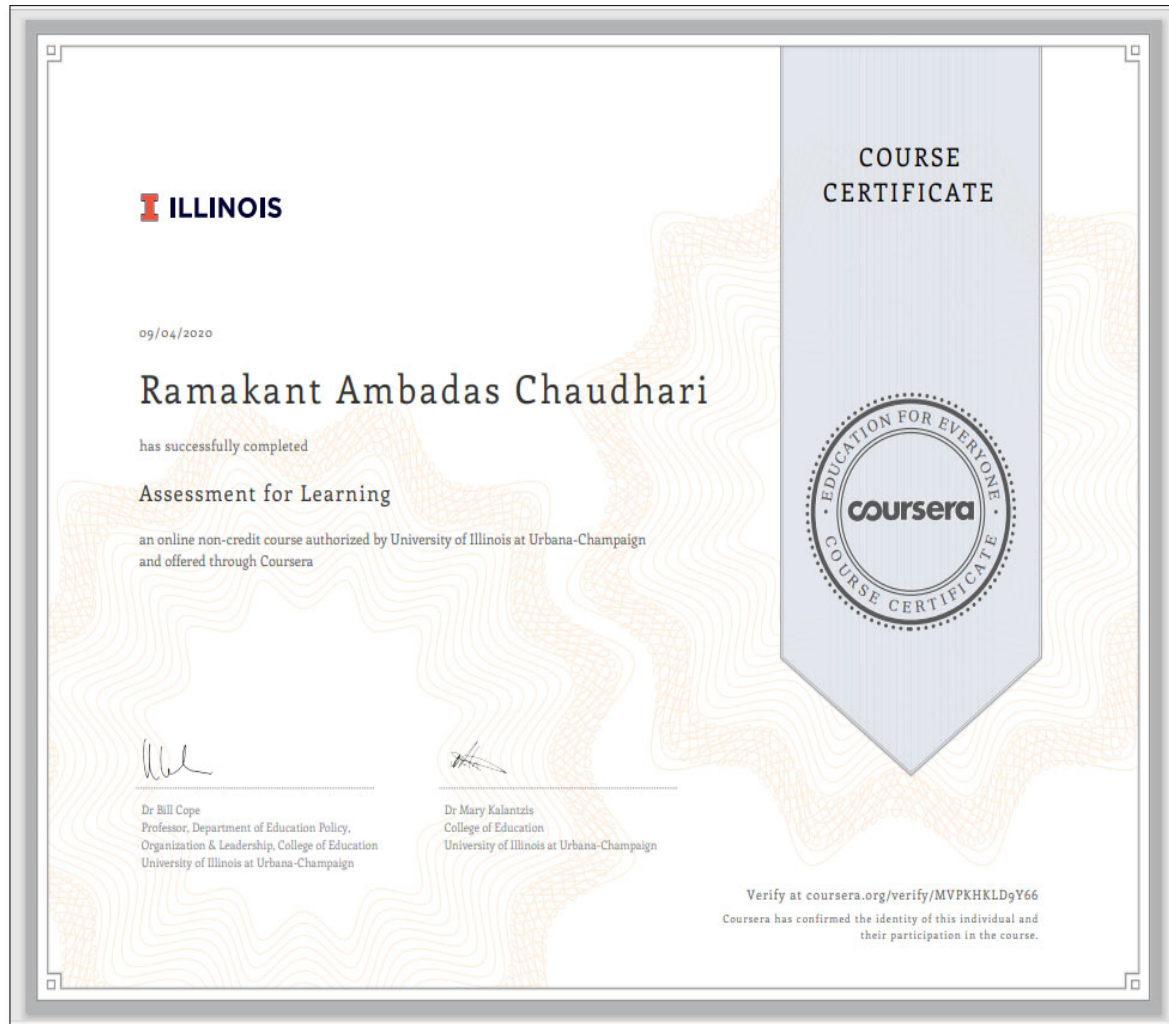 COURSE
CERTIFICATE
I ILLINOIS
09/04/2020
Ramakant Ambadas Chaudhari
has successfully completed
Assessment for Learning
an online non-credit course authorized by University of Illinois at Urbana-Champaign
and offered through Coursera
EDUCATION FOR EVERYONE
coursera
COURSE CERTIFICATE
Dr Bill Cope
Professor, Department of Education Policy,
Organization & Leadership, College of Education
University of Illinois at Urbana-Champaign
Dr Mary Kalantzis
College of Education
University of Illinois at Urbana-Champaign
Verify at coursera.org/verify/MVPKHKLD9Y66
Coursera has confirmed the identity of this individual and
their participation in the course.